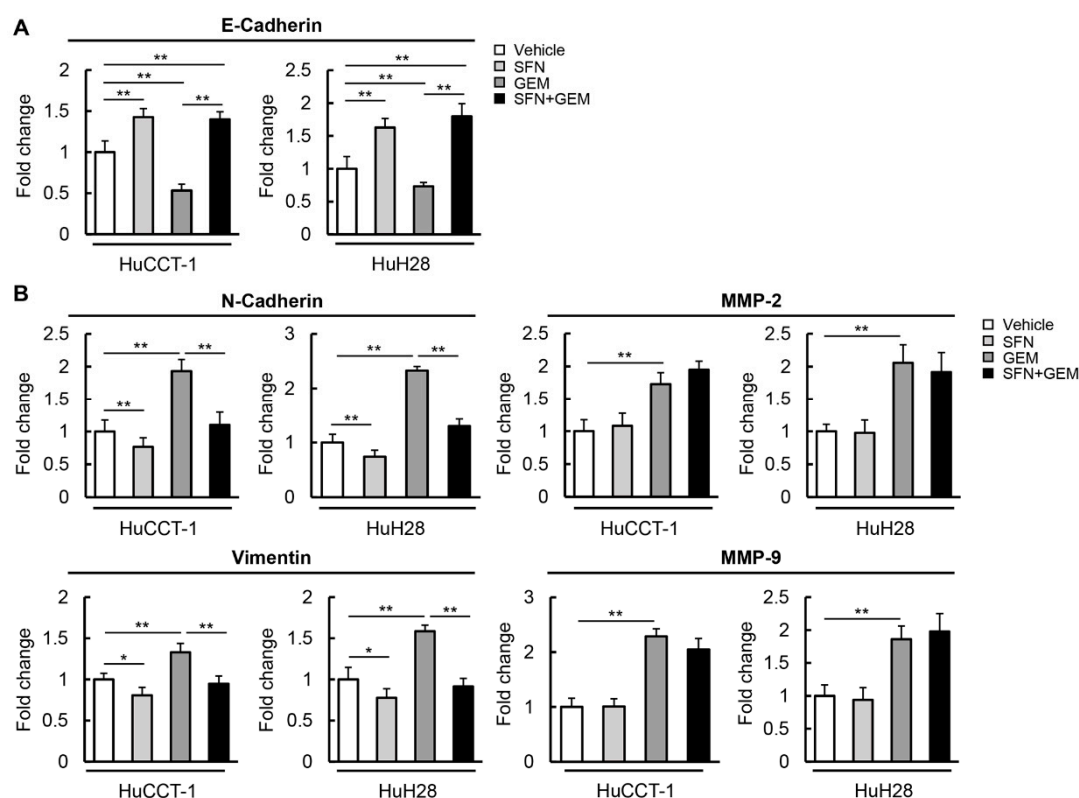 A
E-Cadherin
Vehicle
SFN
GEM
SFN+GEM
Fold change
2
1.5
1
0.5
0
**
**
**
**
HuCCT-1
Fold change
2.5
2
1.5
1
0.5
0
**
**
**
**
HuH28
B
N-Cadherin
MMP-2
Vehicle
SFN
GEM
SFN+GEM
Fold change
2.5
2
1.5
1
0.5
0
**
**
**
HuCCT-1
Fold change
3
2
1
0
**
**
**
HuH28
Fold change
2.5
2
1.5
1
0.5
0
**
HuCCT-1
Fold change
2.5
2
1.5
1
0.5
0
**
HuH28
Vimentin
MMP-9
Fold change
2
1.5
1
0.5
0
**
**
*
HuCCT-1
Fold change
2
1.5
1
0.5
0
**
**
*
HuH28
Fold change
3
2
1
0
**
HuCCT-1
Fold change
2.5
2
1.5
1
0.5
0
**
HuH28